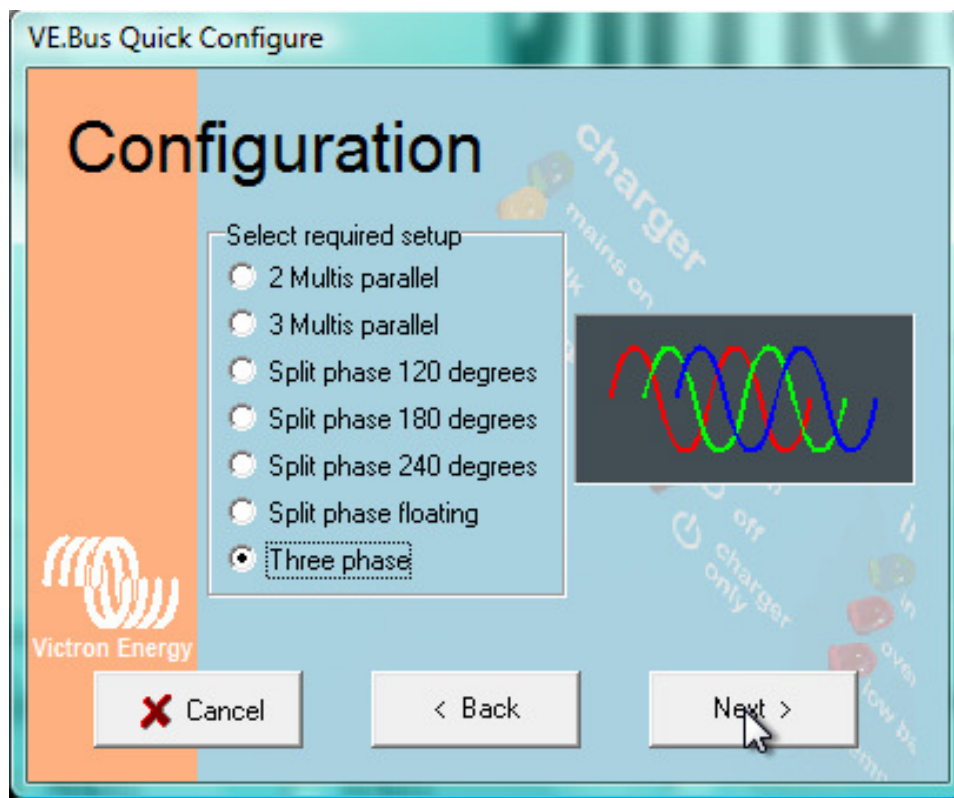 VE.Bus Quick Configure
Configuration
charger
mains on
Select required setup
2 Multis parallel
3 Multis parallel
Split phase 120 degrees
Split phase 180 degrees
Split phase 240 degrees
Split phase floating
Three phase
off
charger
only
Victron Energy
Cancel
< Back
Next >